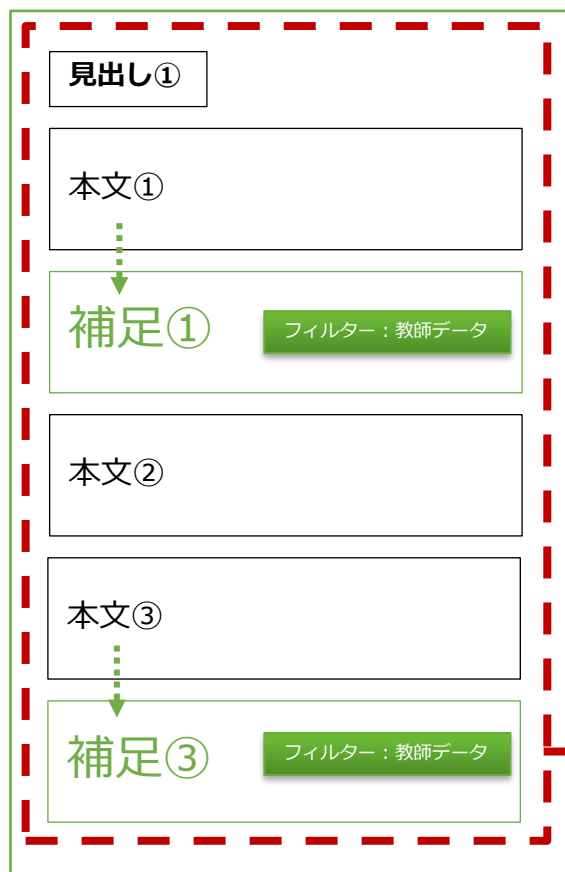 見出し①
本文①
補足①
フィルター：教師データ
本文②
本文③
補足③
フィルター：教師データ